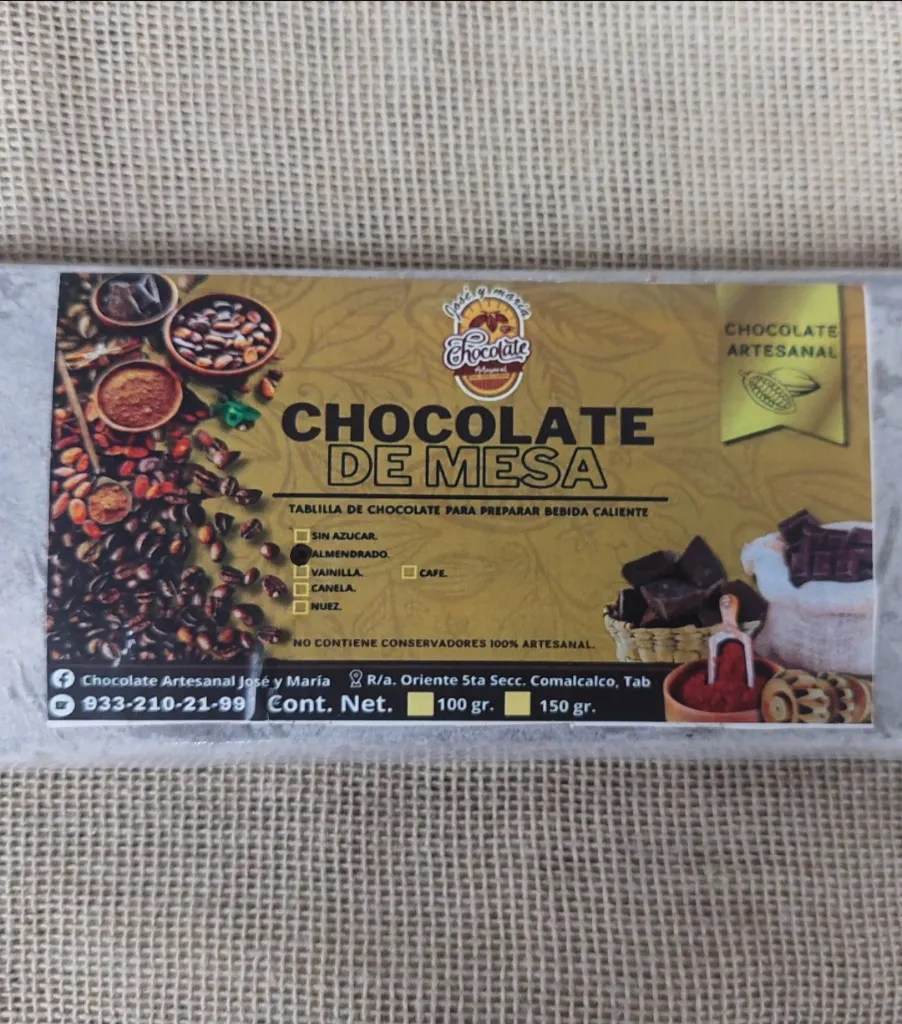 José y maría
Chocolate
Artesanal
CHOCOLATE
ARTESANAL
CHOCOLATE
DE MESA
TABLILLA DE CHOCOLATE PARA PREPARAR BEBIDA CALIENTE
SIN AZUCAR.
ALMENDRADO.
VAINILLA. CAFE.
CANELA.
NUEZ.
NO CONTIENE CONSERVADORES 100% ARTESANAL.
Chocolate Artesanal José y María R/a. Oriente 5ta Secc. Comalcalco, Tab
933-210-21-99 Cont. Net. 100 gr. 150 gr.